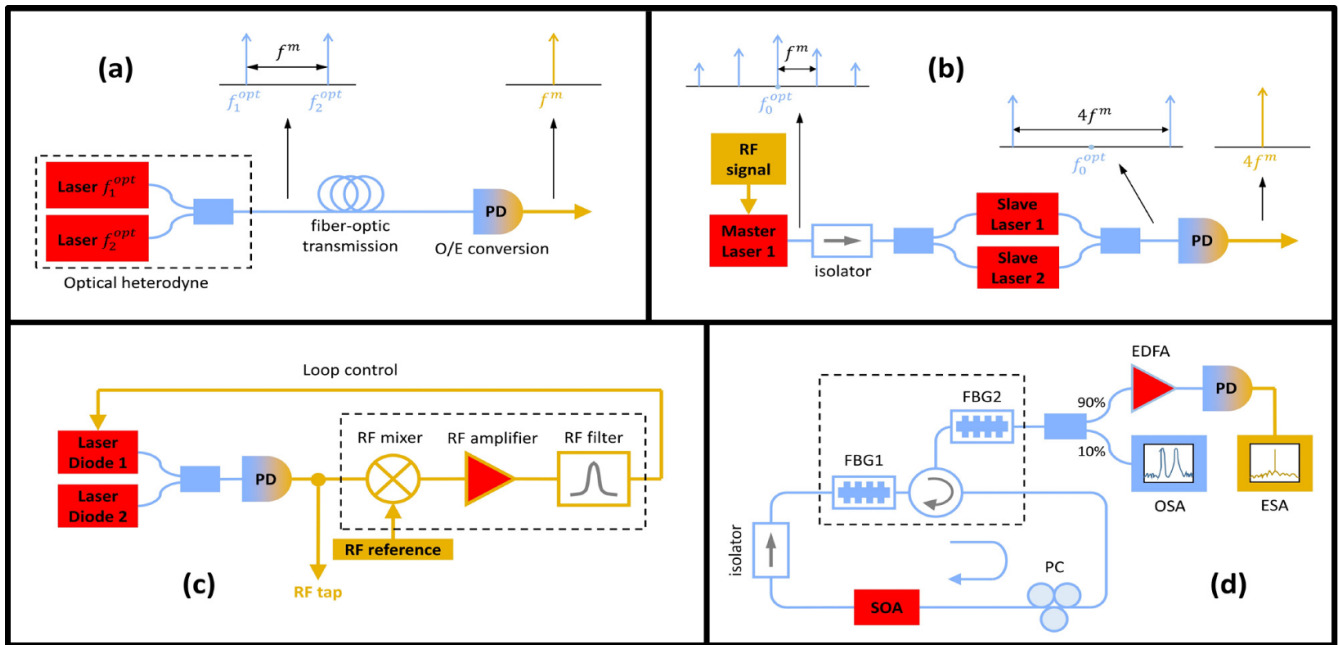 (a)
f^m
f_1^{opt}
f_2^{opt}
f^m
Laser f_1^{opt}
Laser f_2^{opt}
Optical heterodyne
fiber-optic
transmission
PD
O/E conversion
(b)
f^m
f_0^{opt}
RF
signal
Master
Laser 1
isolator
Slave
Laser 1
Slave
Laser 2
4f^m
f_0^{opt}
4f^m
PD
(c)
Loop control
Laser
Diode 1
Laser
Diode 2
PD
RF mixer
RF amplifier
RF filter
RF reference
RF tap
(d)
FBG1
FBG2
isolator
SOA
PC
EDFA
90%
10%
PD
OSA
ESA